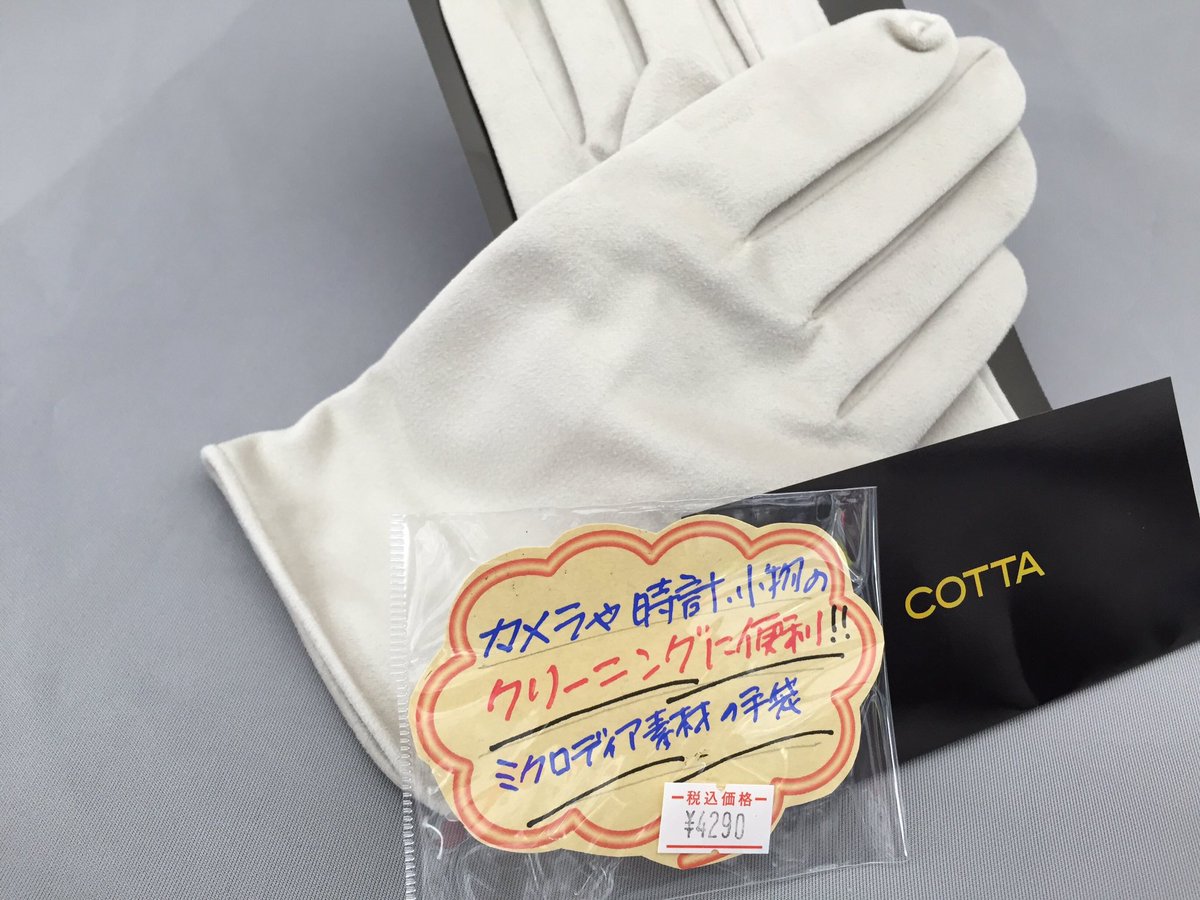 COTTA
カメラや時計、小物の
クリーニングに便利!!
ミクロディア素材の手袋
税込価格
¥4290